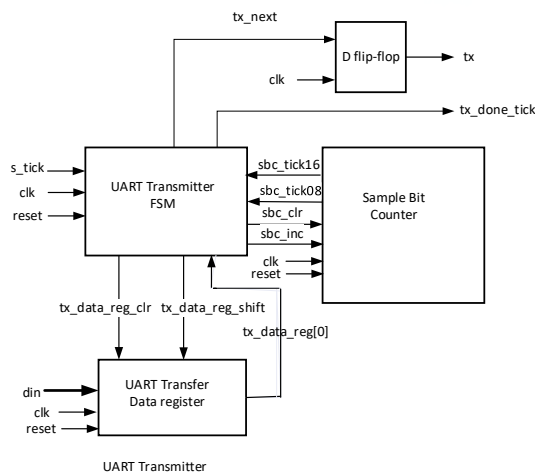 tx_next
D flip-flop
tx
clk
tx_done_tick
s_tick
clk
reset
UART Transmitter
FSM
sbc_tick16
sbc_tick08
sbc_clr
sbc_inc
clk
reset
Sample Bit
Counter
tx_data_reg_clr
tx_data_reg_shift
tx_data_reg[0]
din
clk
reset
UART Transfer
Data register
UART Transmitter